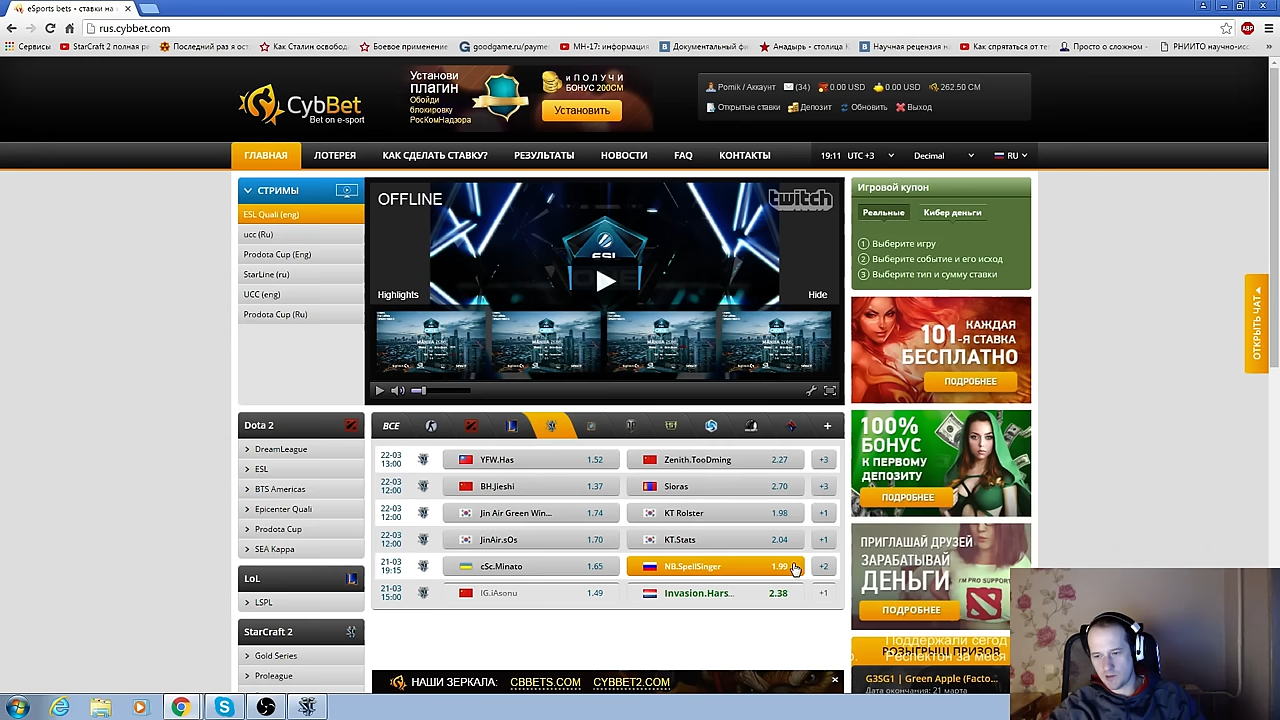 eSports bets • ставки на
rus.cybbet.com
Сервисы
StarCraft 2 полная р
Последний раз я ост
Как Сталин освобод
Боевое применение
goodgame.ru/payme
МН-17: информация
Документальный ф
Анадырь - столица
Научная рецензия н
Как спрятаться от те
Просто о сложном -
РНИИТО научно-исс
CybBet
Bet on e-sport
Установи
плагин
Обойди
блокировку
РосКомНадзора
и ПОЛУЧИ
БОНУС 200CM
Установить
Pomik / Аккаунт
(34)
0.00 USD
0.00 USD
262.50 CM
Открытые ставки
Депозит
Обновить
Выход
ГЛАВНАЯ
ЛОТЕРЕЯ
КАК СДЕЛАТЬ СТАВКУ?
РЕЗУЛЬТАТЫ
НОВОСТИ
FAQ
КОНТАКТЫ
19:11 UTC +3
Decimal
RU
СТРИМЫ
ESL Quali (eng)
ucc (Ru)
Prodota Cup (Eng)
StarLine (ru)
UCC (eng)
Prodota Cup (Ru)
OFFLINE
twitch
ESL
Highlights
Hide
Игровой купон
Реальные
Кибер деньги
1 Выберите игру
2 Выберите событие и его исход
3 Выберите тип и сумму ставки
ОТКРЫТЬ ЧАТ
101-я КАЖДАЯ
СТАВКА
БЕСПЛАТНО
ПОДРОБНЕЕ
100%
БОНУС
К ПЕРВОМУ
ДЕПОЗИТУ
ПОДРОБНЕЕ
ПРИГЛАШАЙ ДРУЗЕЙ
ЗАРАБАТЫВАЙ
ДЕНЬГИ
ПОДРОБНЕЕ
Dota 2
DreamLeague
ESL
BTS Americas
Epicenter Quali
Prodota Cup
SEA Kappa
LoL
LSPL
StarCraft 2
Gold Series
Proleague
ВСЕ
+
22-03 13:00 YFW.Has 1.52 Zenith.TooDming 2.27 +3
22-03 12:00 BH.Jieshi 1.37 Sioras 2.70 +3
22-03 12:00 Jin Air Green Win... 1.74 KT Rolster 1.98 +1
22-03 12:00 JinAir.sOs 1.70 KT.Stats 2.04 +1
21-03 19:15 cSc.Minato 1.65 NB.SpellSinger 1.99 +2
21-03 15:00 IG.iAsonu 1.49 Invasion.Hars... 2.38 +1
НАШИ ЗЕРКАЛА:
CBBETS.COM
CYBBET2.COM
Поддержали сегод
РОЗЫГРЫШ ПРИЗОВ
Респектон за меся
G3SG1 | Green Apple (Facto...
Дата окончания: 21 марта